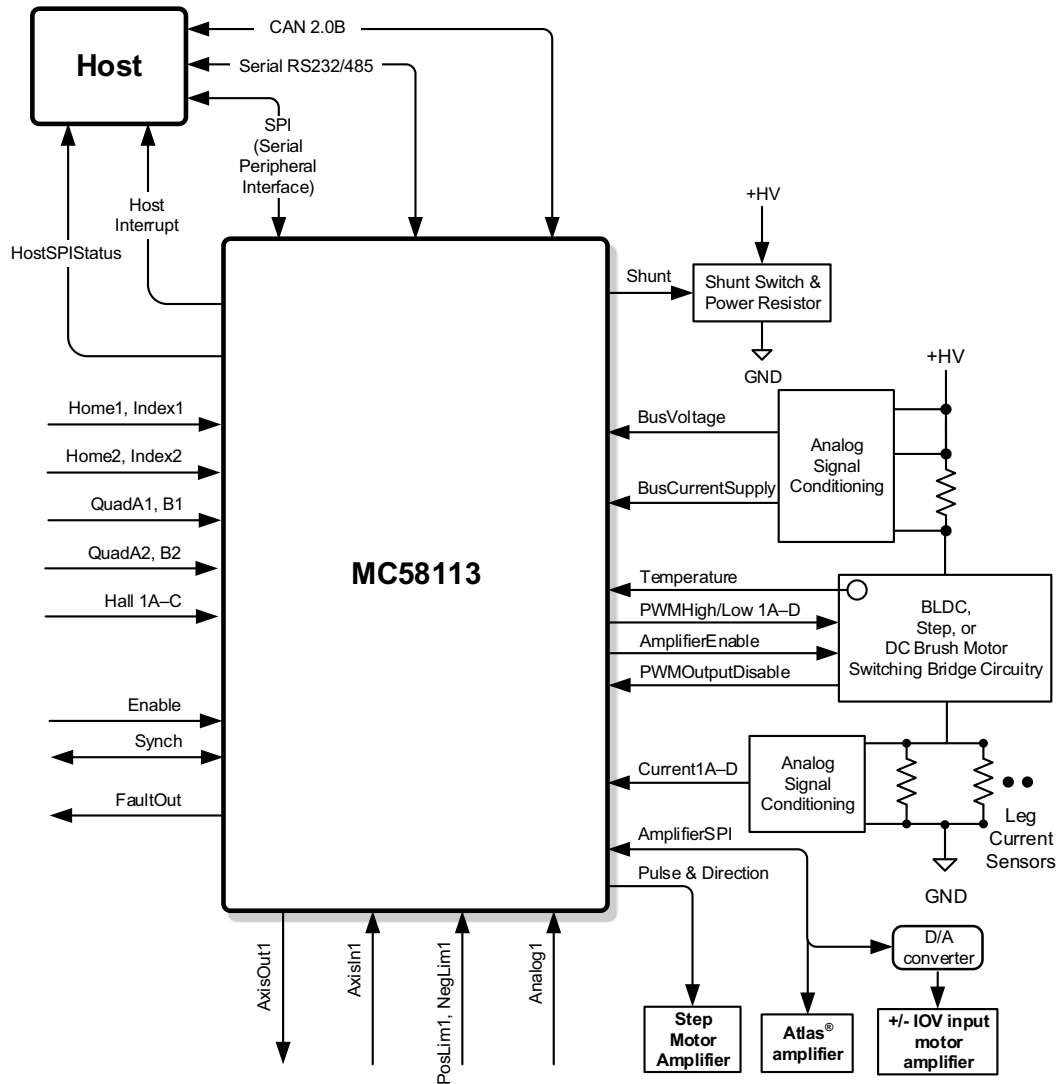 Host
CAN 2.0B
Serial RS232/485
SPI
(Serial
Peripheral
Interface)
Host
Interrupt
HostSPIStatus
+HV
Shunt
Shunt Switch &
Power Resistor
GND
+HV
Home1, Index1
Home2, Index2
QuadA1, B1
QuadA2, B2
Hall 1A–C
Enable
Synch
FaultOut
MC58113
BusVoltage
BusCurrentSupply
Analog
Signal
Conditioning
Temperature
PWMHigh/Low 1A–D
AmplifierEnable
PWMOutputDisable
BLDC,
Step, or
DC Brush Motor
Switching Bridge Circuitry
Current1A–D
Analog
Signal
Conditioning
Leg
Current
Sensors
GND
AmplifierSPI
Pulse & Direction
D/A
converter
Step
Motor
Amplifier
Atlas®
amplifier
+/- IOV input
motor
amplifier
AxisOut1
AxisIn1
PosLim1, NegLim1
Analog1